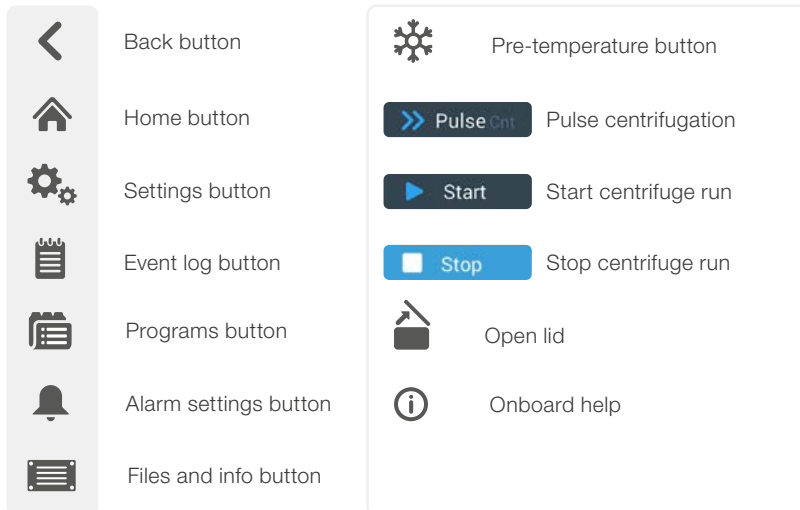 Back button
Home button
Settings button
Event log button
Programs button
Alarm settings button
Files and info button
Pre-temperature button
Pulse Cnt Pulse centrifugation
Start Start centrifuge run
Stop Stop centrifuge run
Open lid
Onboard help